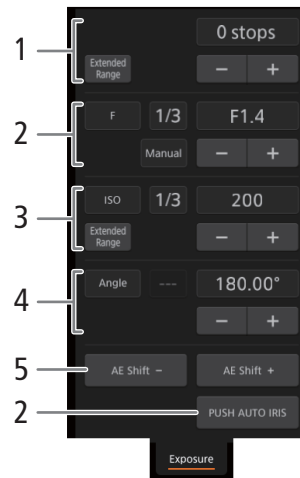 1
0 stops
Extended
Range
− +
2
F 1/3 F1.4
Manual − +
3
ISO 1/3 200
Extended
Range
− +
4
Angle --- 180.00°
− +
5
AE Shift − AE Shift +
2
PUSH AUTO IRIS
Exposure